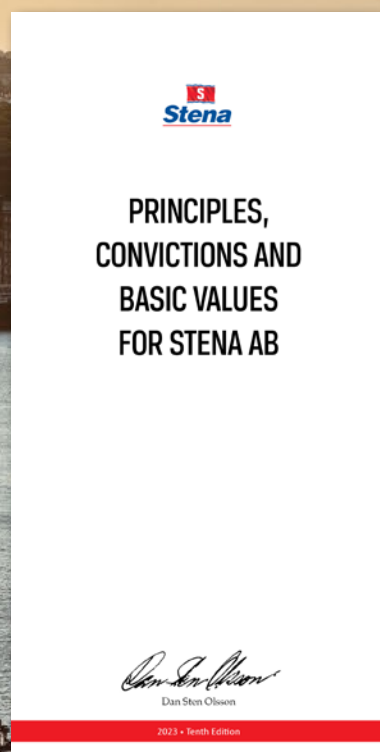 S
Stena
PRINCIPLES,
CONVICTIONS AND
BASIC VALUES
FOR STENA AB
Dan Sten Olsson
Dan Sten Olsson
2023 • Tenth Edition